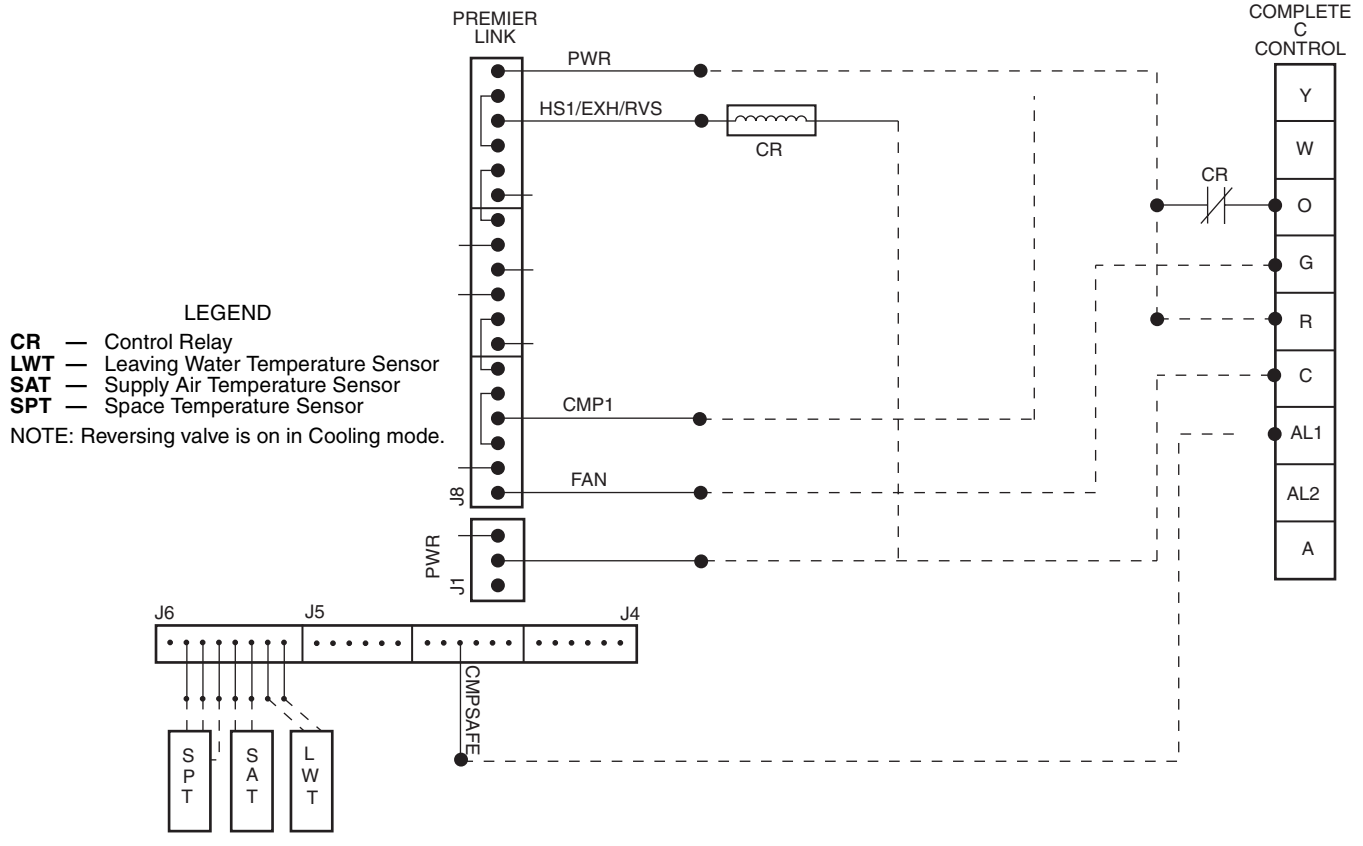 PREMIER
LINK
COMPLETE
C
CONTROL
PWR
HS1/EXH/RVS
CR
CR
Y
W
O
G
R
C
AL1
AL2
A
LEGEND
CR — Control Relay
LWT — Leaving Water Temperature Sensor
SAT — Supply Air Temperature Sensor
SPT — Space Temperature Sensor
NOTE: Reversing valve is on in Cooling mode.
CMP1
FAN
J8
PWR
J1
J6
J5
J4
CMPSAFE
SPT
SAT
LWT